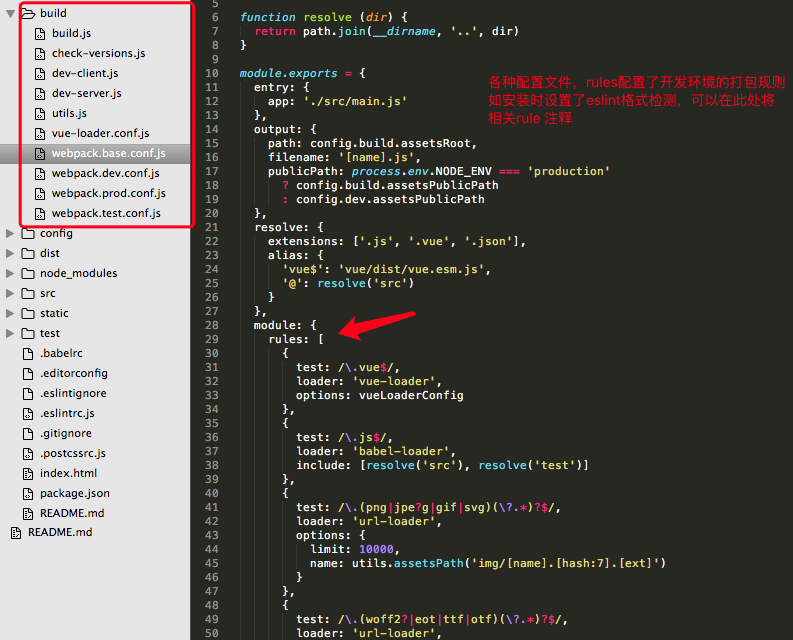 build
build.js
check-versions.js
dev-client.js
dev-server.js
utils.js
vue-loader.conf.js
webpack.base.conf.js
webpack.dev.conf.js
webpack.prod.conf.js
webpack.test.conf.js
config
dist
node_modules
src
static
test
.babelrc
.editorconfig
.eslintignore
.eslintrc.js
.gitignore
.postcssrc.js
index.html
package.json
README.md
README.md
5
6 function resolve (dir) {
7   return path.join(__dirname, '..', dir)
8 }
9
10 module.exports = {
11   entry: {
12     app: './src/main.js'
13   },
14   output: {
15     path: config.build.assetsRoot,
16     filename: '[name].js',
17     publicPath: process.env.NODE_ENV === 'production'
18       ? config.build.assetsPublicPath
19       : config.dev.assetsPublicPath
20   },
21   resolve: {
22     extensions: ['.js', '.vue', '.json'],
23     alias: {
24       'vue$': 'vue/dist/vue.esm.js',
25       '@': resolve('src')
26     }
27   },
28   module: {
29     rules: [
30       {
31         test: /\.vue$/,
32         loader: 'vue-loader',
33         options: vueLoaderConfig
34       },
35       {
36         test: /\.js$/,
37         loader: 'babel-loader',
38         include: [resolve('src'), resolve('test')]
39       },
40       {
41         test: /\.(png|jpe?g|gif|svg)(\?.*)?$/,
42         loader: 'url-loader',
43         options: {
44           limit: 10000,
45           name: utils.assetsPath('img/[name].[hash:7].[ext]')
46         }
47       },
48       {
49         test: /\.(woff2?|eot|ttf|otf)(\?.*)?$/,
50         loader: 'url-loader',
各种配置文件，rules配置了开发环境的打包规则
如安装时设置了eslint格式检测，可以在此处将
相关rule 注释